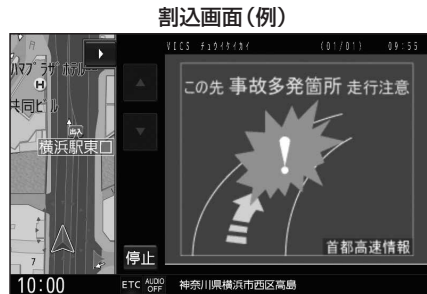 割込画面(例)
VICS チュウイケイカイ (01/01) 09:55
ハマプラザホテル
H
共同ビル
出入
横浜駅東口
この先 事故多発箇所 走行注意
!
首都高速情報
7
停止
10:00
ETC AUDIO OFF 神奈川県横浜市西区高島